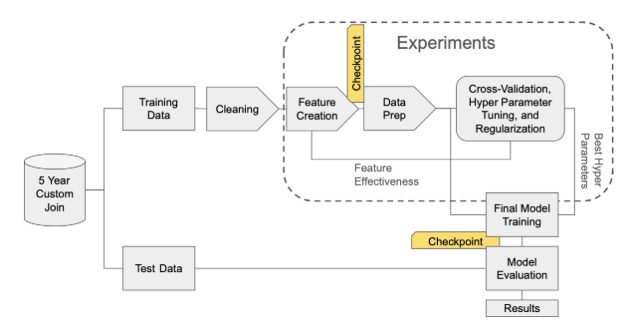 Experiments
Checkpoint
Training
Data
Cleaning
Feature
Creation
Data
Prep
Cross-Validation,
Hyper Parameter
Tuning, and
Regularization
Feature
Effectiveness
Best Hyper
Parameters
5 Year
Custom
Join
Final Model
Training
Checkpoint
Test Data
Model
Evaluation
Results